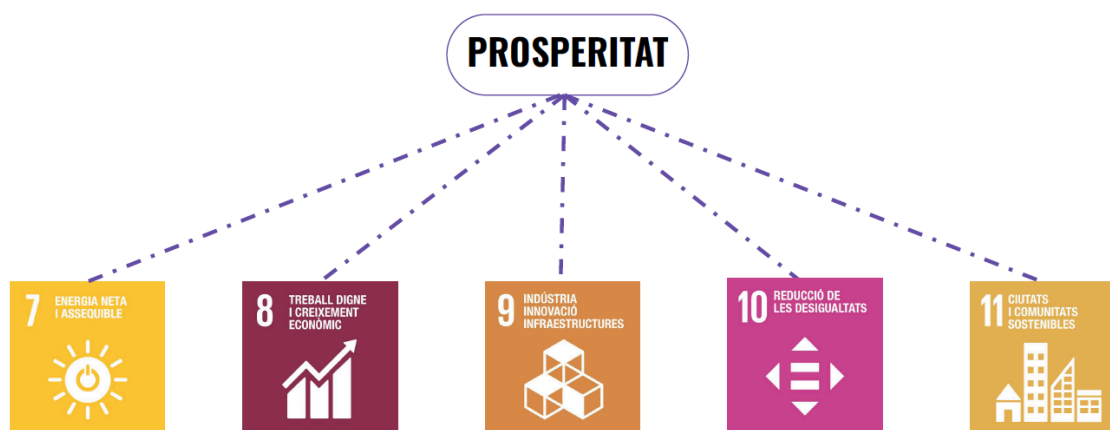 PROSPERITAT
7
ENERGIA NETA
I ASSEQUIBLE
8
TREBALL DIGNE
I CREIXEMENT
ECONÒMIC
9
INDÚSTRIA
INNOVACIÓ
INFRAESTRUCTURES
10
REDUCCIÓ DE
LES DESIGUALTATS
11
CIUTATS
I COMUNITATS
SOSTENIBLES